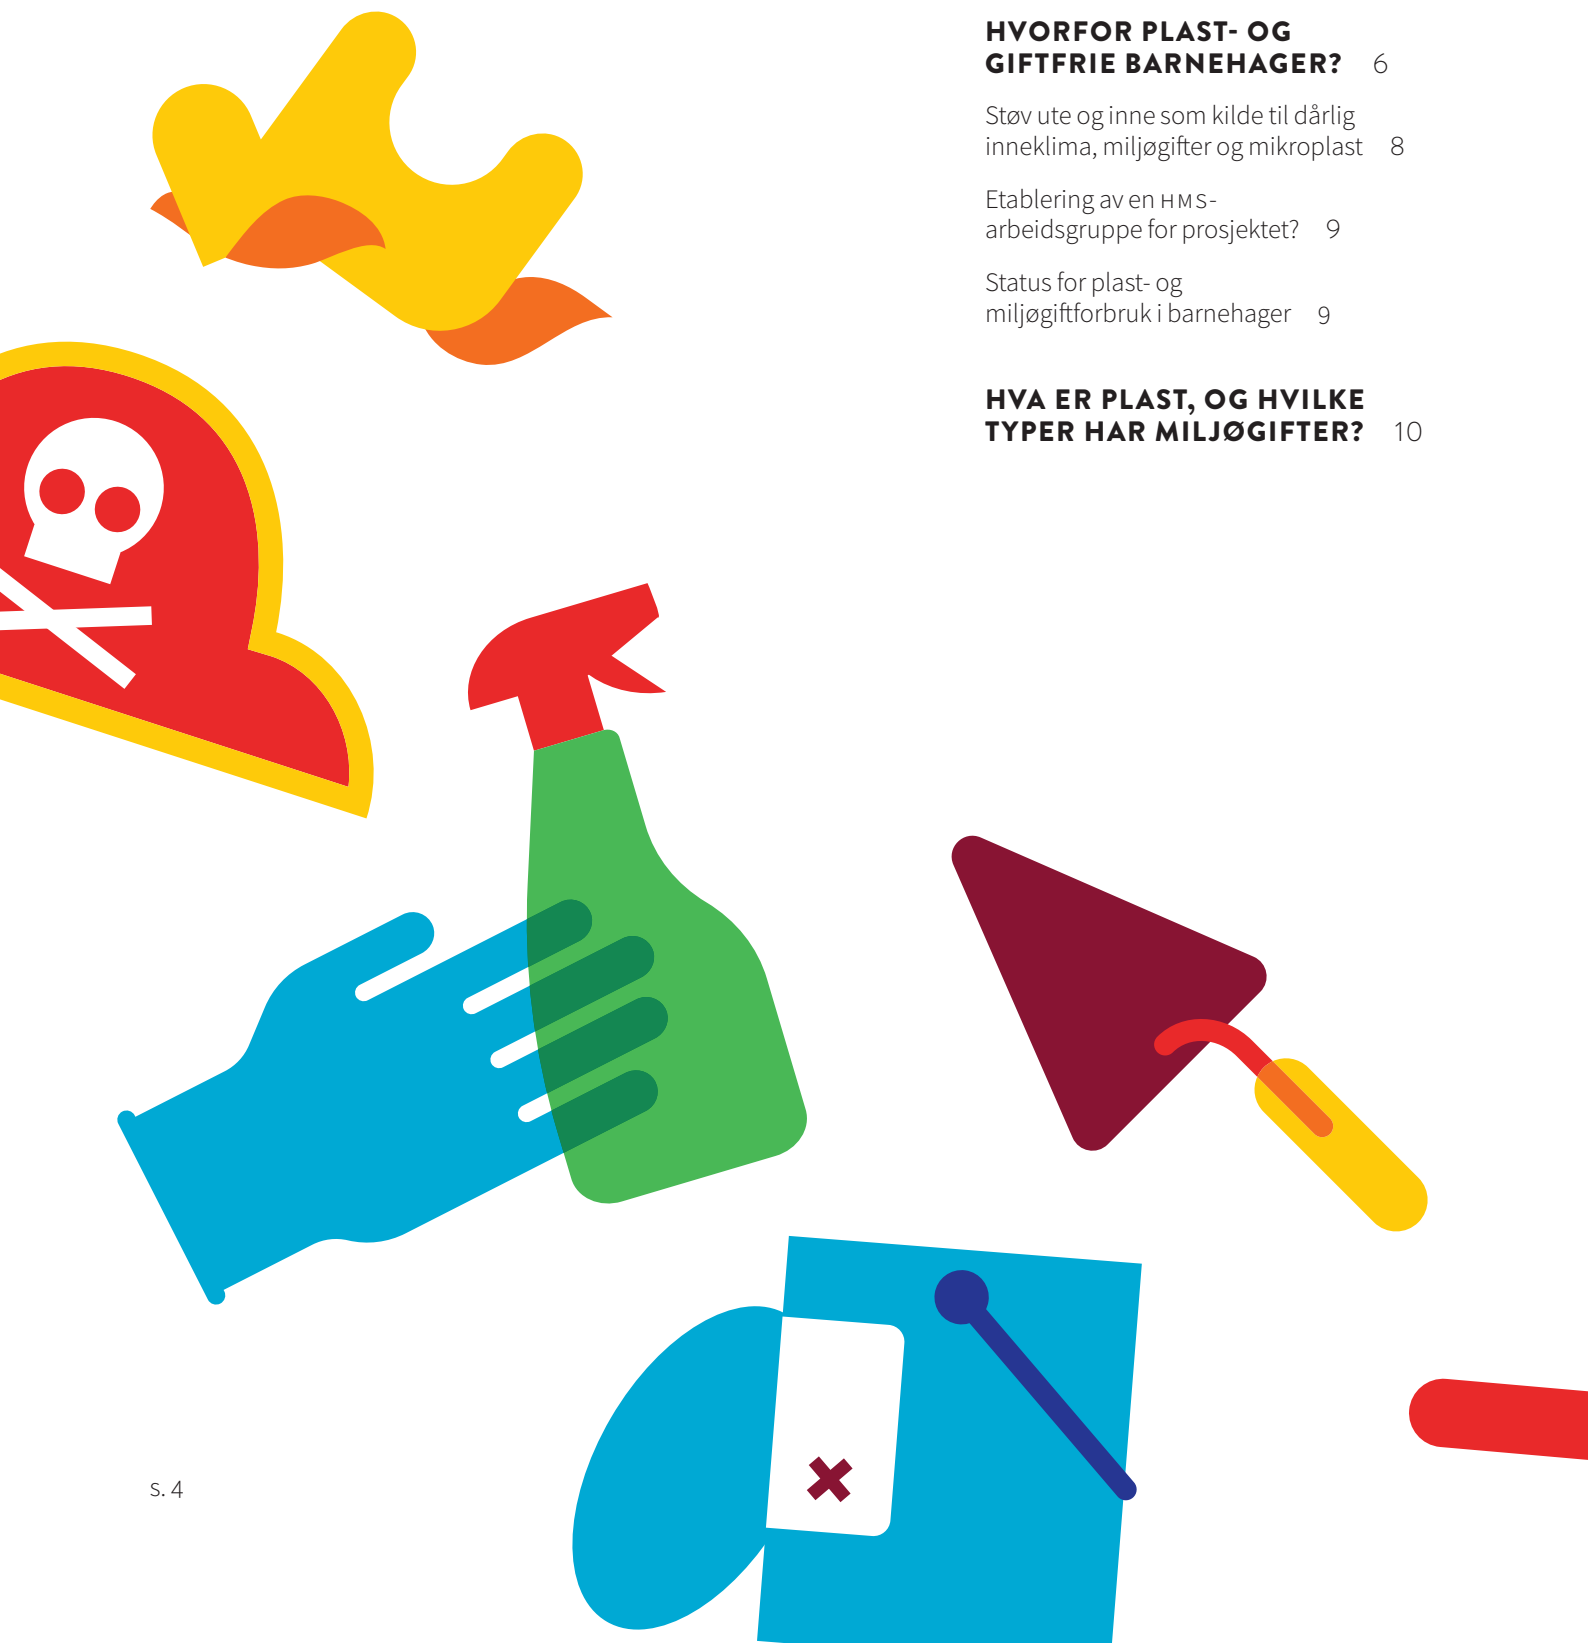 HVORFOR PLAST- OG
GIFTFRIE BARNEHAGER? 6
Støv ute og inne som kilde til dårlig
inneklima, miljøgifter og mikroplast 8
Etablering av en HMS-
arbeidsgruppe for prosjektet? 9
Status for plast- og
miljøgiftforbruk i barnehager 9
HVA ER PLAST, OG HVILKE
TYPER HAR MILJØGIFTER? 10
s. 4